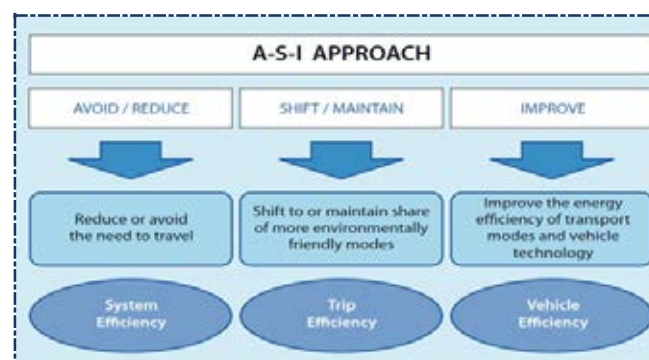 A-S-I APPROACH
AVOID / REDUCE
SHIFT / MAINTAIN
IMPROVE
Reduce or avoid
the need to travel
Shift to or maintain share
of more environmentally
friendly modes
Improve the energy
efficiency of transport
modes and vehicle
technology
System
Efficiency
Trip
Efficiency
Vehicle
Efficiency